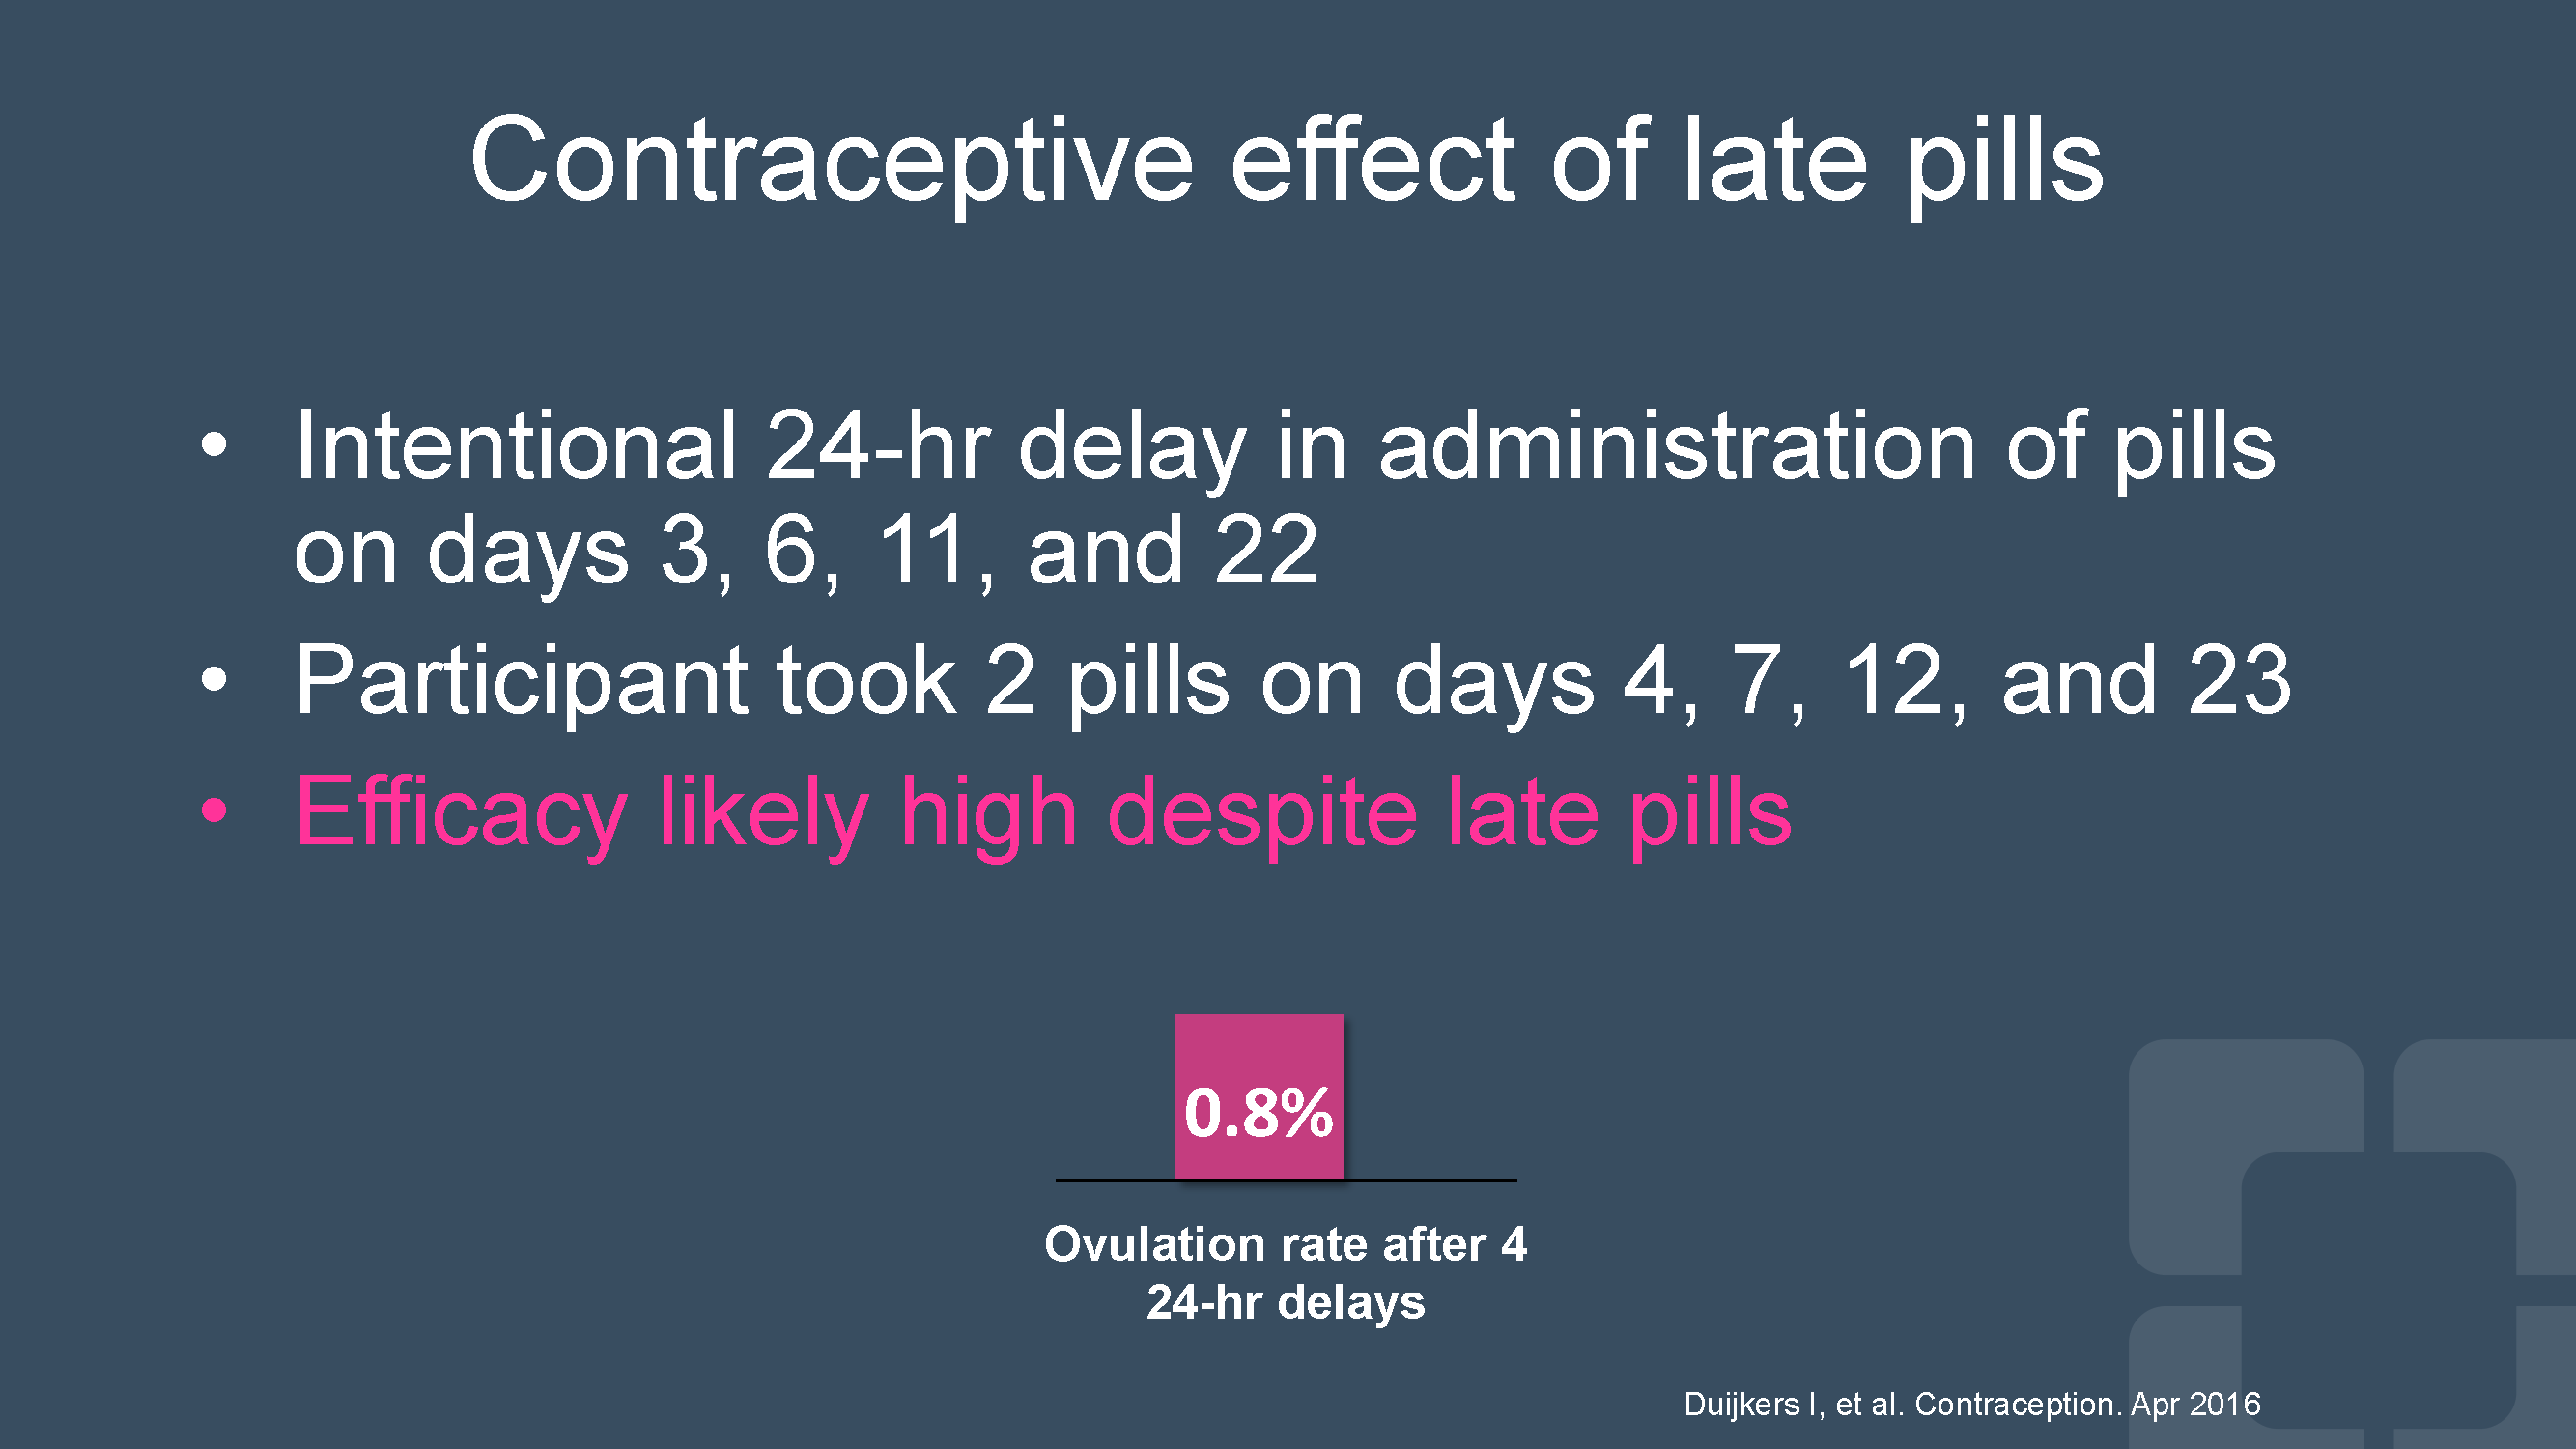 Contraceptive effect of late pills
• Intentional 24-hr delay in administration of pills
on days 3, 6, 11, and 22
• Participant took 2 pills on days 4, 7, 12, and 23
• Efficacy likely high despite late pills
0.8%
Ovulation rate after 4
24-hr delays
Duijkers I, et al. Contraception. Apr 2016